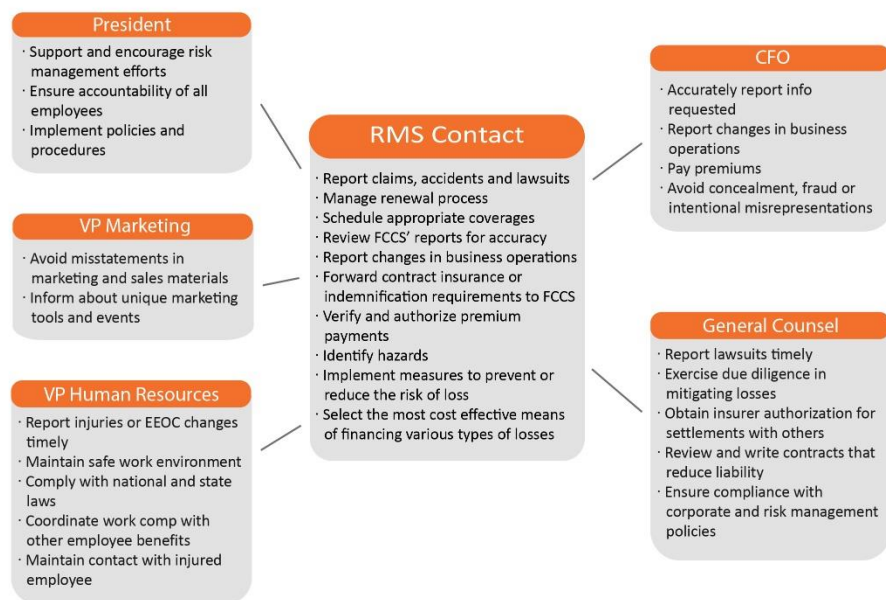 President
· Support and encourage risk
management efforts
· Ensure accountability of all
employees
· Implement policies and
procedures
VP Marketing
· Avoid misstatements in
marketing and sales materials
· Inform about unique marketing
tools and events
VP Human Resources
· Report injuries or EEOC changes
timely
· Maintain safe work environment
· Comply with national and state
laws
· Coordinate work comp with
other employee benefits
· Maintain contact with injured
employee
RMS Contact
· Report claims, accidents and lawsuits
· Manage renewal process
· Schedule appropriate coverages
· Review FCCS’ reports for accuracy
· Report changes in business operations
· Forward contract insurance or
indemnification requirements to FCCS
· Verify and authorize premium
payments
· Identify hazards
· Implement measures to prevent or
reduce the risk of loss
· Select the most cost effective means
of financing various types of losses
CFO
· Accurately report info
requested
· Report changes in business
operations
· Pay premiums
· Avoid concealment, fraud or
intentional misrepresentations
General Counsel
· Report lawsuits timely
· Exercise due diligence in
mitigating losses
· Obtain insurer authorization for
settlements with others
· Review and write contracts that
reduce liability
· Ensure compliance with
corporate and risk management
policies